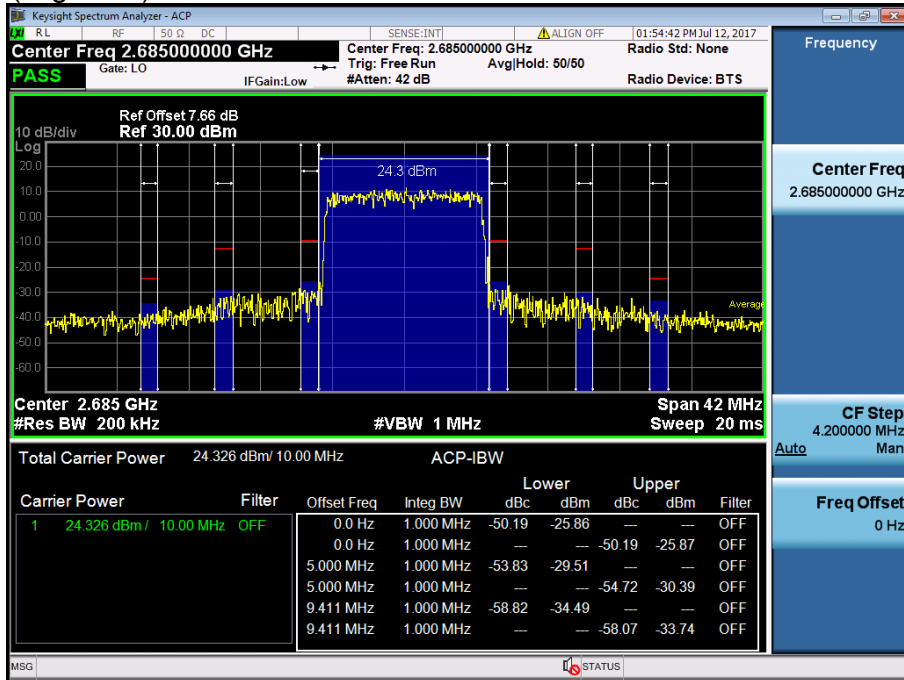 Keysight Spectrum Analyzer - ACP
LXI RL RF 50 Ω DC SENSE:INT ALIGN OFF 01:54:42 PM Jul 12, 2017
Center Freq 2.685000000 GHz
Center Freq: 2.685000000 GHz
Radio Std: None
Gate: LO
Trig: Free Run Avg|Hold: 50/50
PASS
IFGain:Low
#Atten: 42 dB
Radio Device: BTS
Frequency
Ref Offset 7.66 dB
10 dB/div Ref 30.00 dBm
Log
20.0
24.3 dBm
10.0
0.00
-10.0
-20.0
-30.0
Average
-40.0
-50.0
-60.0
Center 2.685 GHz Span 42 MHz
#Res BW 200 kHz #VBW 1 MHz Sweep 20 ms
Center Freq
2.685000000 GHz
CF Step
4.200000 MHz
Auto Man
Freq Offset
0 Hz
Total Carrier Power 24.326 dBm/ 10.00 MHz ACP-IBW
Lower Upper
Carrier Power Filter Offset Freq Integ BW dBc dBm dBc dBm Filter
1 24.326 dBm / 10.00 MHz OFF 0.0 Hz 1.000 MHz -50.19 -25.86 --- --- OFF
0.0 Hz 1.000 MHz --- --- -50.19 -25.87 OFF
5.000 MHz 1.000 MHz -53.83 -29.51 --- --- OFF
5.000 MHz 1.000 MHz --- --- -54.72 -30.39 OFF
9.411 MHz 1.000 MHz -58.82 -34.49 --- --- OFF
9.411 MHz 1.000 MHz --- --- -58.07 -33.74 OFF
MSG STATUS